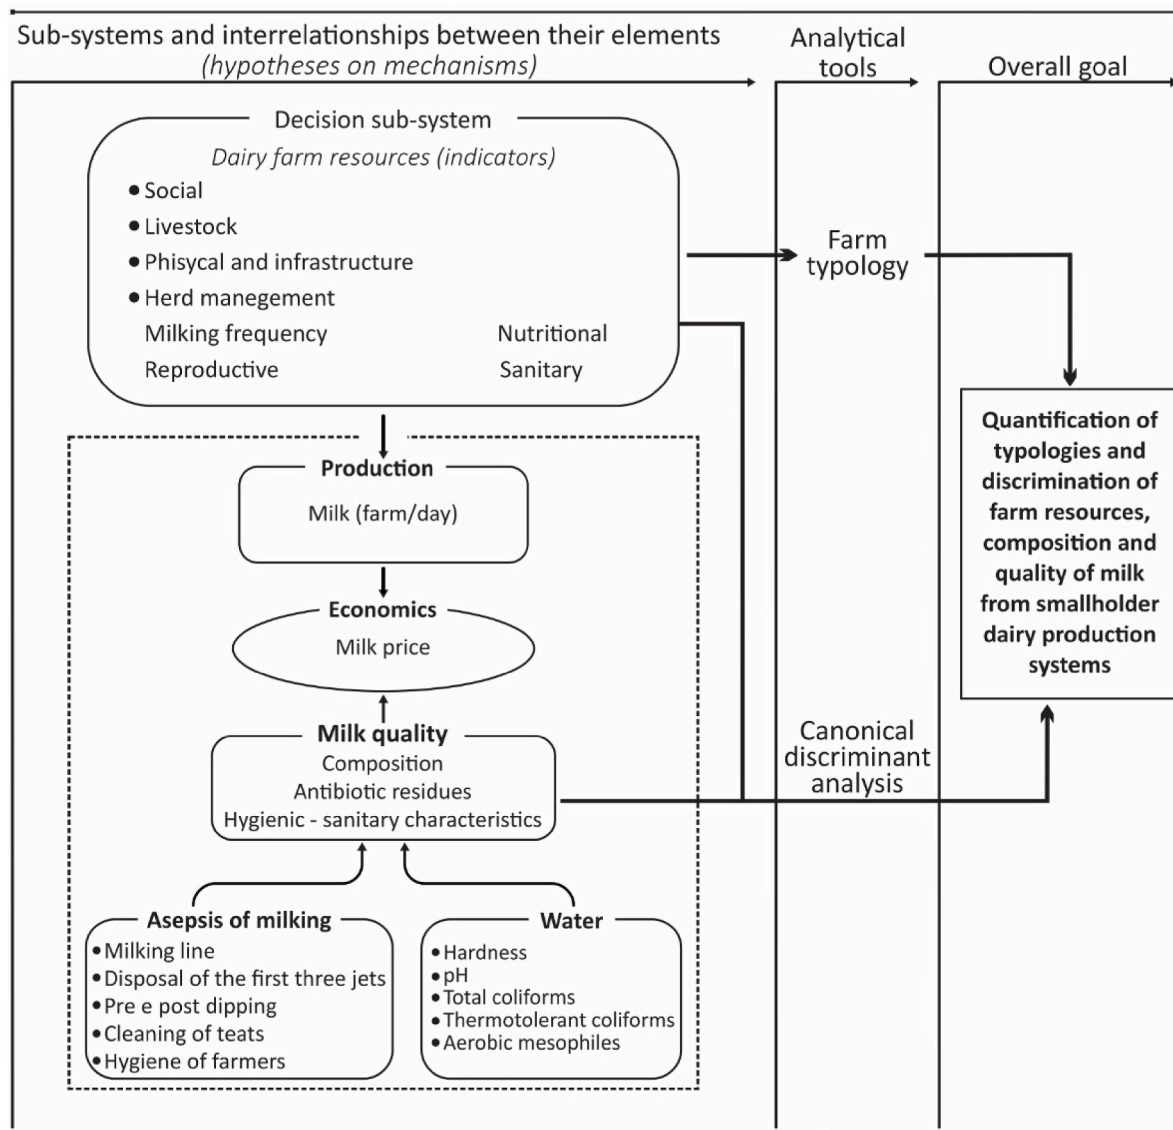 Sub-systems and interrelationships between their elements
(hypotheses on mechanisms)
Analytical
tools
Overall goal
Decision sub-system
Dairy farm resources (indicators)
● Social
● Livestock
● Phisycal and infrastructure
● Herd manegement
Milking frequency
Nutritional
Reproductive
Sanitary
Farm
typology
Production
Milk (farm/day)
Economics
Milk price
Milk quality
Composition
Antibiotic residues
Hygienic - sanitary characteristics
Asepsis of milking
● Milking line
● Disposal of the first three jets
● Pre e post dipping
● Cleaning of teats
● Hygiene of farmers
Water
● Hardness
● pH
● Total coliforms
● Thermotolerant coliforms
● Aerobic mesophiles
Canonical
discriminant
analysis
Quantification of
typologies and
discrimination of
farm resources,
composition and
quality of milk
from smallholder
dairy production
systems